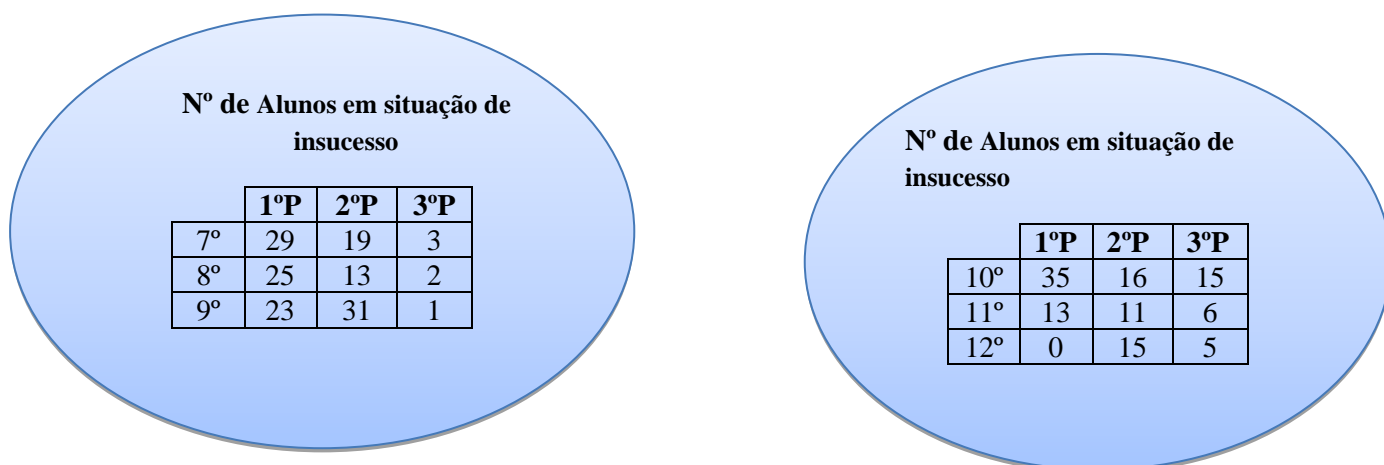 Nº de Alunos em situação de
insucesso
1ºP 2ºP 3ºP
7º 29 19 3
8º 25 13 2
9º 23 31 1
Nº de Alunos em situação de
insucesso
1ºP 2ºP 3ºP
10º 35 16 15
11º 13 11 6
12º 0 15 5